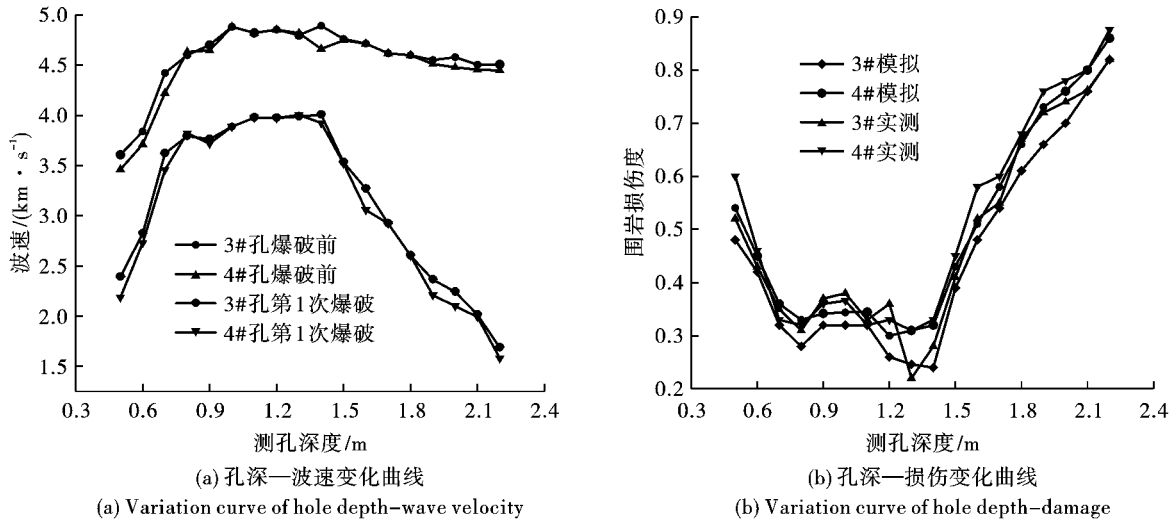 5.0
4.5
4.0
3.5
3.0
2.5
2.0
1.5
波速/(km·s⁻¹)
3#孔爆破前
4#孔爆破前
3#孔第1次爆破
4#孔第1次爆破
0.3 0.6 0.9 1.2 1.5 1.8 2.1 2.4
测孔深度/m
(a) 孔深—波速变化曲线
(a) Variation curve of hole depth-wave velocity
0.9
0.8
0.7
0.6
0.5
0.4
0.3
0.2
围岩损伤度
3#模拟
4#模拟
3#实测
4#实测
0.3 0.6 0.9 1.2 1.5 1.8 2.1 2.4
测孔深度/m
(b) 孔深—损伤变化曲线
(b) Variation curve of hole depth-damage